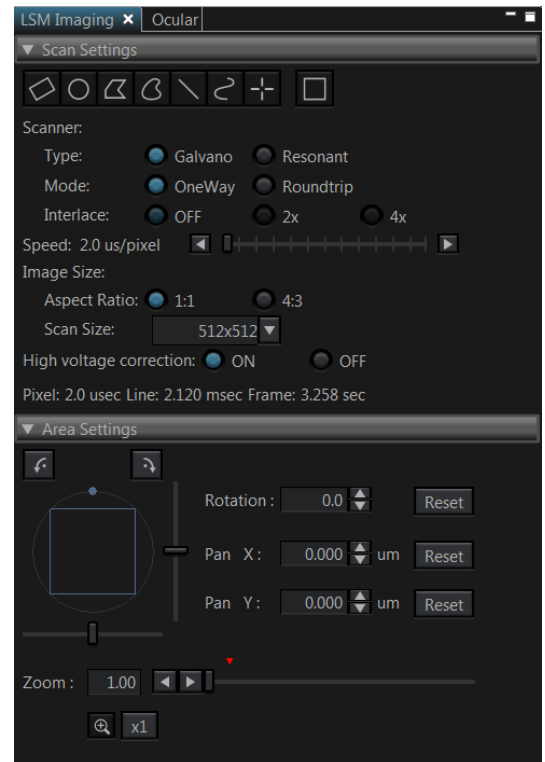 LSM Imaging × Ocular
▼ Scan Settings
Scanner:
Type: Galvano Resonant
Mode: OneWay Roundtrip
Interlace: OFF 2x 4x
Speed: 2.0 us/pixel
Image Size:
Aspect Ratio: 1:1 4:3
Scan Size: 512x512
High voltage correction: ON OFF
Pixel: 2.0 usec Line: 2.120 msec Frame: 3.258 sec
▼ Area Settings
Rotation : 0.0 Reset
Pan X : 0.000 um Reset
Pan Y : 0.000 um Reset
Zoom : 1.00
x1